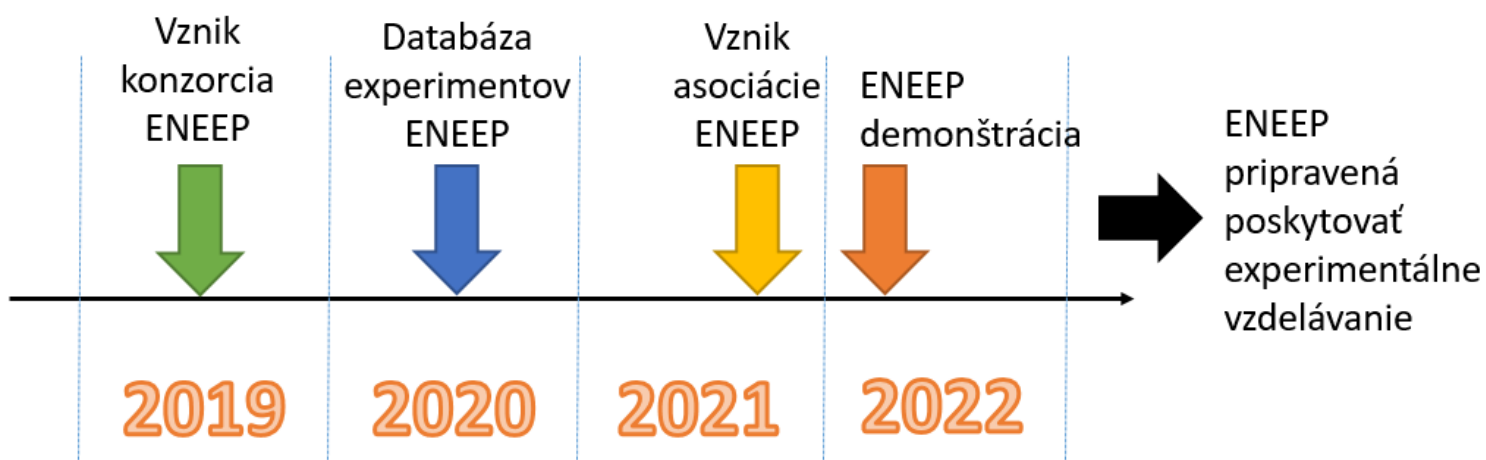 Vznik
konzorcia
ENEEP
Databáza
experimentov
ENEEP
Vznik
asociácie
ENEEP
ENEEP
demonštrácia
ENEEP
pripravená
poskytovať
experimentálne
vzdelávanie
2019
2020
2021
2022